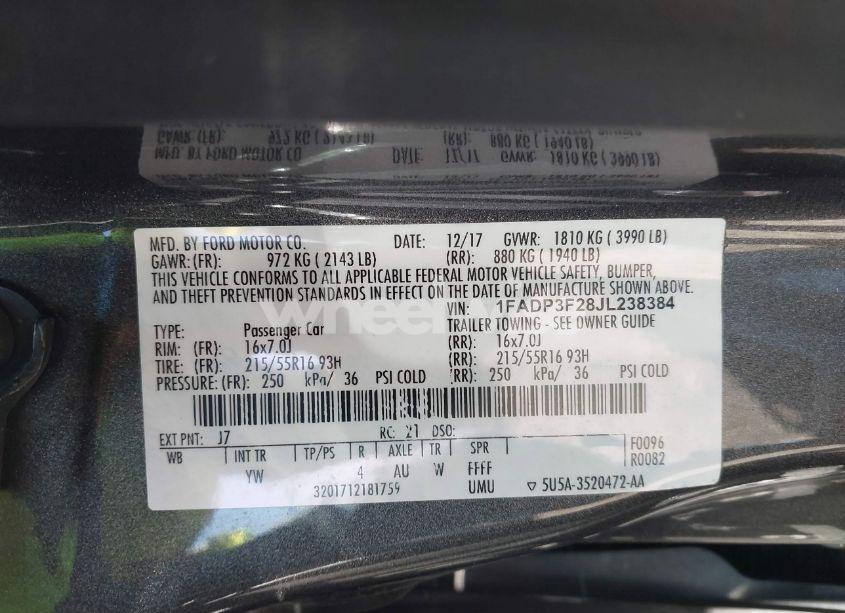 MFD. BY FORD MOTOR CO. DATE: 12/17 GVWR: 1810 KG ( 3990 LB)
GAWR: (FR): 972 KG ( 2143 LB) (RR): 880 KG ( 1940 LB)
THIS VEHICLE CONFORMS TO ALL APPLICABLE FEDERAL MOTOR VEHICLE SAFETY, BUMPER,
AND THEFT PREVENTION STANDARDS IN EFFECT ON THE DATE OF MANUFACTURE SHOWN ABOVE.
VIN: 1FADP3F28JL238384
TYPE: Passenger Car TRAILER TOWING - SEE OWNER GUIDE
RIM: (FR): 16x7.0J (RR): 16x7.0J
TIRE: (FR): 215/55R16 93H (RR): 215/55R16 93H
PRESSURE: (FR): 250 kPa/ 36 PSI COLD (RR): 250 kPa/ 36 PSI COLD
EXT PNT: J7 RC: 21 DSO:
WB INT TR TP/PS R AXLE TR SPR F0096
YW 4 AU W FFFF R0082
3201712181759 UMU ▽ 5U5A-3520472-AA